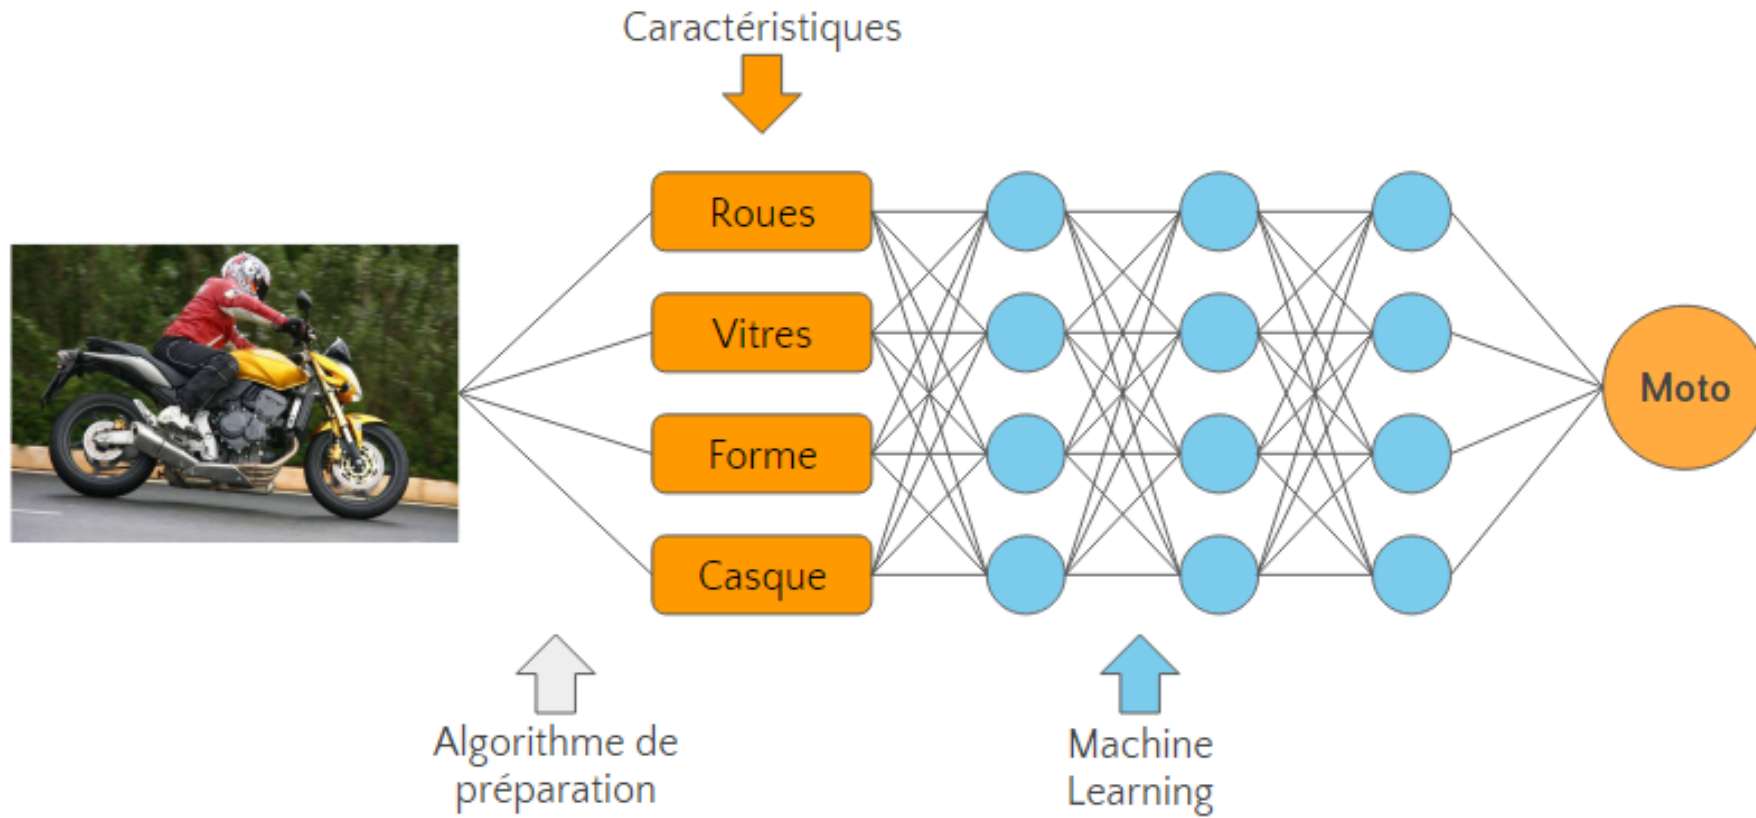 Caractéristiques
Roues
Vitres
Forme
Casque
Moto
Algorithme de
préparation
Machine
Learning